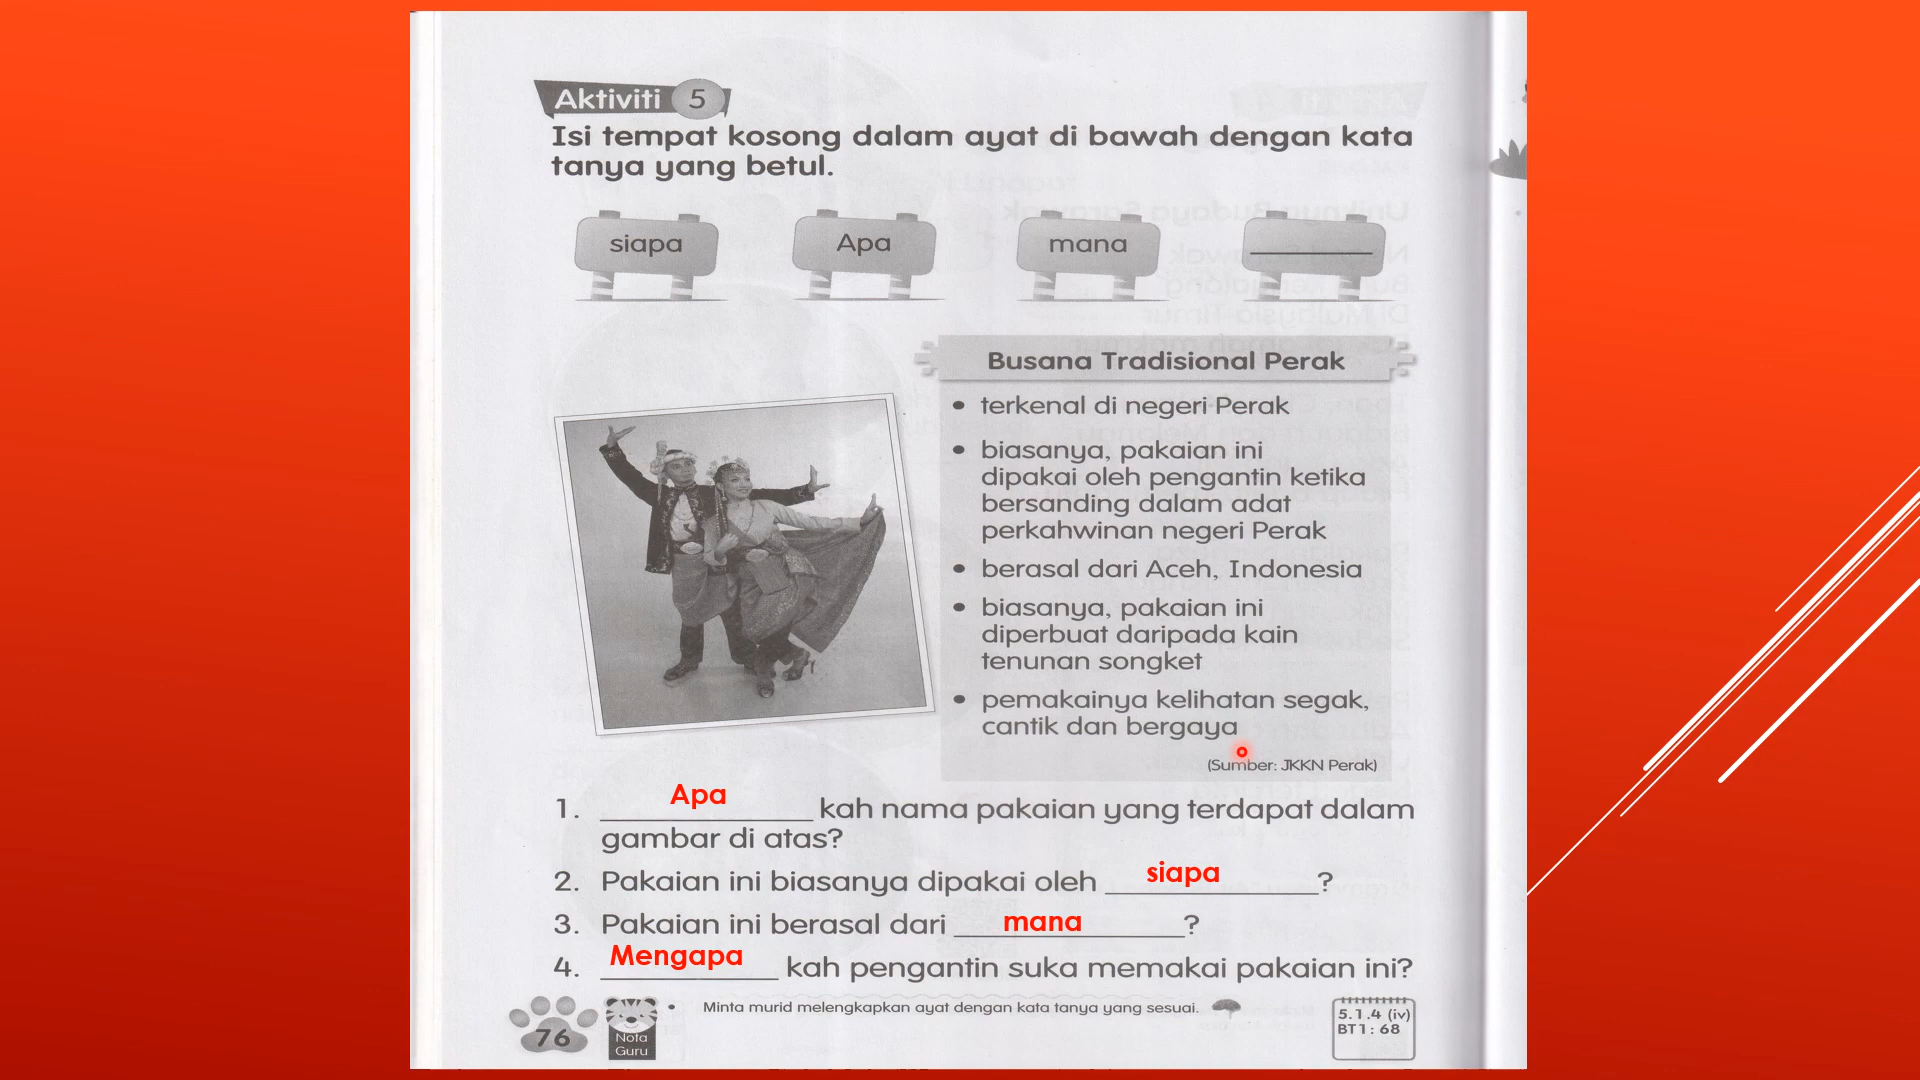 Aktiviti 5
Isi tempat kosong dalam ayat di bawah dengan kata
tanya yang betul.
siapa
Apa
mana
Busana Tradisional Perak
• terkenal di negeri Perak
• biasanya, pakaian ini
dipakai oleh pengantin ketika
bersanding dalam adat
perkahwinan negeri Perak
• berasal dari Aceh, Indonesia
• biasanya, pakaian ini
diperbuat daripada kain
tenunan songket
• pemakainya kelihatan segak,
cantik dan bergaya
(Sumber: JKKN Perak)
1. Apa kah nama pakaian yang terdapat dalam
gambar di atas?
2. Pakaian ini biasanya dipakai oleh siapa ?
3. Pakaian ini berasal dari mana ?
4. Mengapa kah pengantin suka memakai pakaian ini?
76
Nota
Guru
• Minta murid melengkapkan ayat dengan kata tanya yang sesuai.
5.1.4 (iv)
BT1 : 68